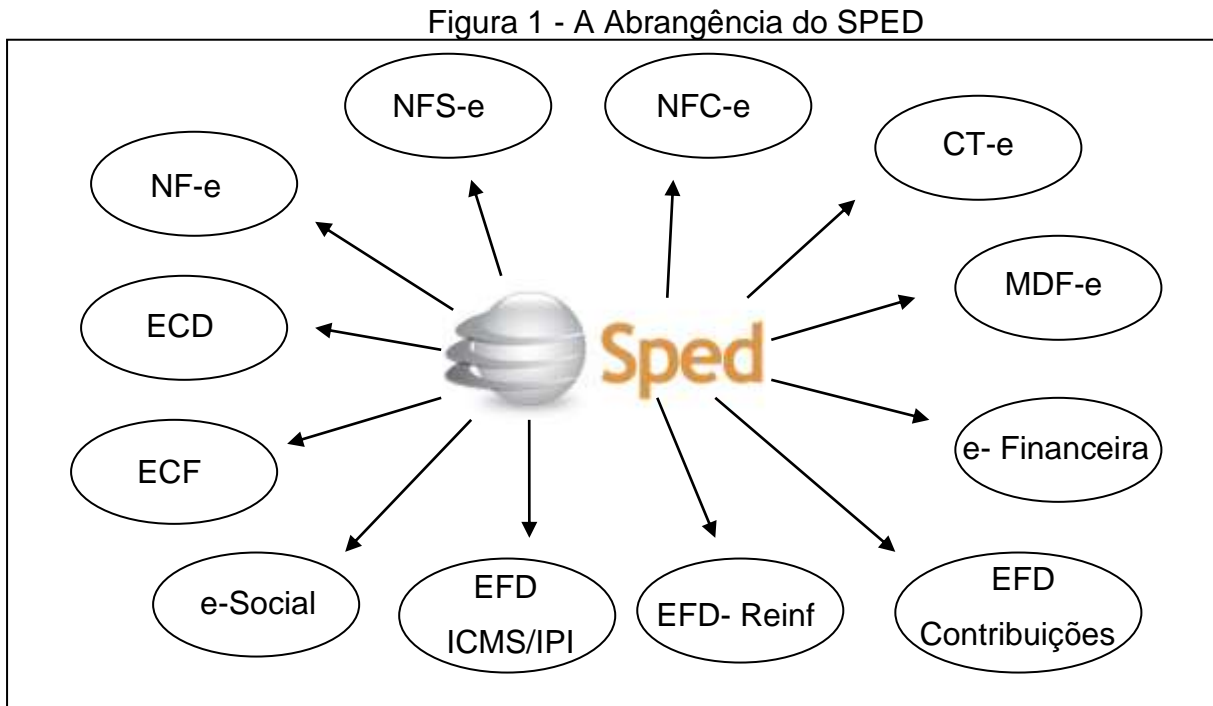 Figura 1 - A Abrangência do SPED
NFS-e
NFC-e
CT-e
NF-e
MDF-e
ECD
Sped
e- Financeira
ECF
e-Social
EFD
ICMS/IPI
EFD- Reinf
EFD
Contribuições